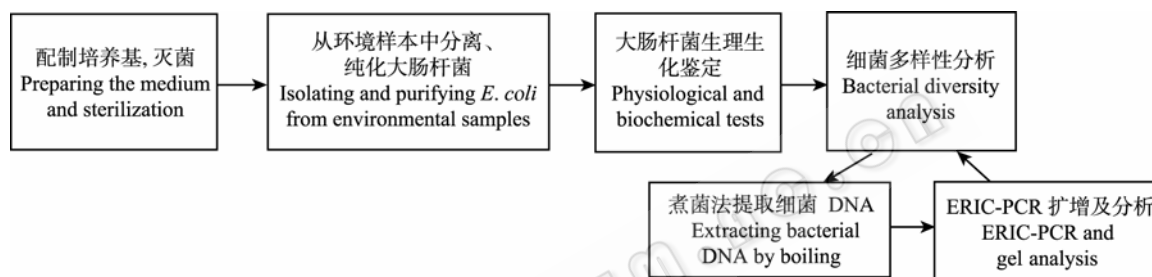 配制培养基, 灭菌
Preparing the medium
and sterilization
从环境样本中分离、
纯化大肠杆菌
Isolating and purifying E. coli
from environmental samples
大肠杆菌生理生
化鉴定
Physiological and
biochemical tests
细菌多样性分析
Bacterial diversity
analysis
煮菌法提取细菌 DNA
Extracting bacterial
DNA by boiling
ERIC-PCR 扩增及分析
ERIC-PCR and
gel analysis